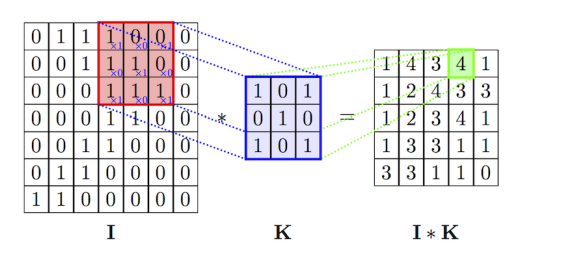 0 1 1 1×1 0×0 0×1 0
0 0 1 1×0 1×1 0×0 0
0 0 0 1×1 1×0 1×1 0
0 0 0 1 1 0 0
0 0 1 1 0 0 0
0 1 1 0 0 0 0
1 1 0 0 0 0 0
*
1 0 1
0 1 0
1 0 1
=
1 4 3 4 1
1 2 4 3 3
1 2 3 4 1
1 3 3 1 1
3 3 1 1 0
I
K
I * K